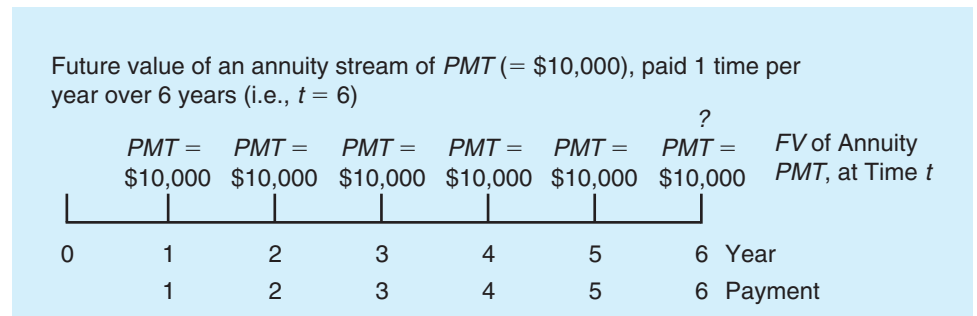 Future value of an annuity stream of PMT (= $10,000), paid 1 time per
year over 6 years (i.e., t = 6)
?
PMT = PMT = PMT = PMT = PMT = PMT = FV of Annuity
$10,000 $10,000 $10,000 $10,000 $10,000 $10,000 PMT, at Time t
0 1 2 3 4 5 6 Year
1 2 3 4 5 6 Payment